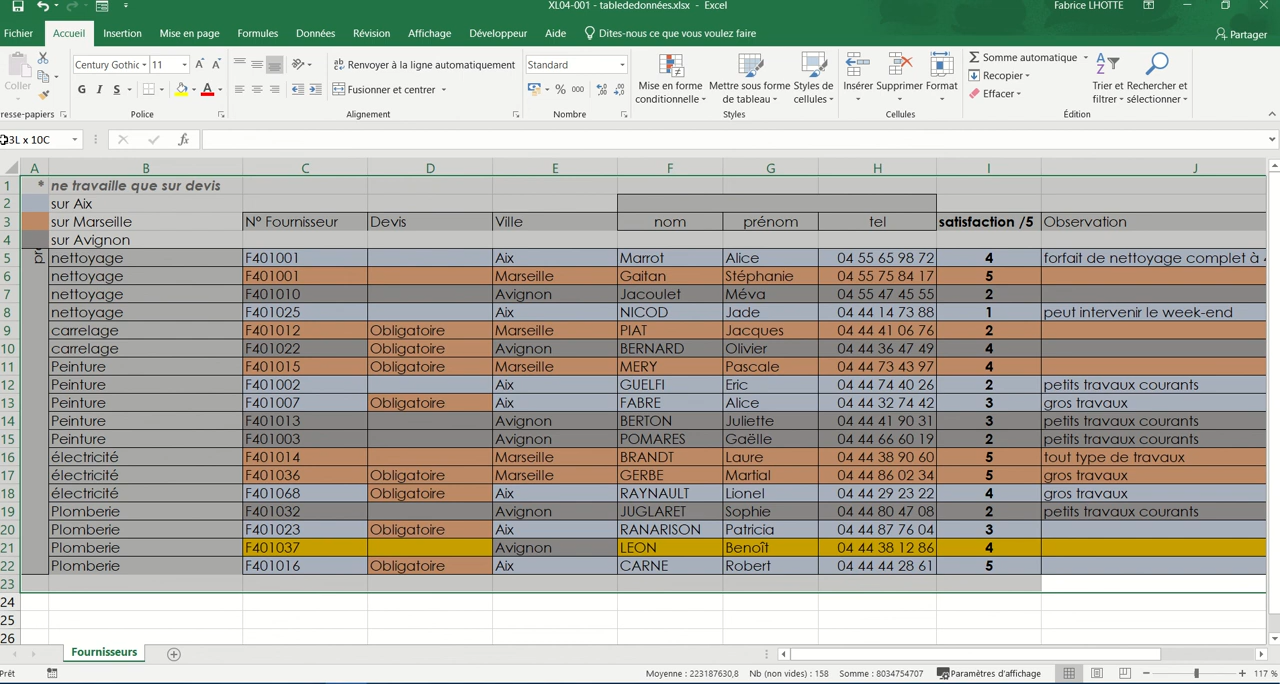 XL04-001 - tablededonnées.xlsx - Excel
Fabrice LHOTTE
Fichier Accueil Insertion Mise en page Formules Données Révision Affichage Développeur Aide Dites-nous ce que vous voulez faire
Partager
Coller
Century Gothic 11
Renvoyer à la ligne automatiquement
Standard
Mise en forme conditionnelle
Mettre sous forme de tableau
Styles de cellules
Insérer Supprimer Format
Somme automatique
Recopier
Effacer
Trier et filtrer
Rechercher et sélectionner
G I S
Fusionner et centrer
% 000
resse-papiers Police Alignement Nombre Styles Cellules Édition
3L x 10C fx
A B C D E F G H I J
1 * ne travaille que sur devis
2 sur Aix
3 sur Marseille N° Fournisseur Devis Ville nom prénom tel satisfaction /5 Observation
4 sur Avignon
5 nettoyage F401001 Aix Marrot Alice 04 55 65 98 72 4 forfait de nettoyage complet à
6 nettoyage F401001 Marseille Gaitan Stéphanie 04 55 75 84 17 5
7 nettoyage F401010 Avignon Jacoulet Méva 04 55 47 45 55 2
8 nettoyage F401025 Aix NICOD Jade 04 44 14 73 88 1 peut intervenir le week-end
9 carrelage F401012 Obligatoire Marseille PIAT Jacques 04 44 41 06 76 2
10 carrelage F401022 Obligatoire Avignon BERNARD Olivier 04 44 36 47 49 4
11 Peinture F401015 Obligatoire Marseille MERY Pascale 04 44 73 43 97 4
12 Peinture F401002 Aix GUELFI Eric 04 44 74 40 26 2 petits travaux courants
13 Peinture F401007 Obligatoire Aix FABRE Alice 04 44 32 74 42 3 gros travaux
14 Peinture F401013 Avignon BERTON Juliette 04 44 41 90 31 3 petits travaux courants
15 Peinture F401003 Avignon POMARES Gaëlle 04 44 66 60 19 2 petits travaux courants
16 électricité F401014 Marseille BRANDT Laure 04 44 38 90 60 5 tout type de travaux
17 électricité F401036 Obligatoire Marseille GERBE Martial 04 44 86 02 34 5 gros travaux
18 électricité F401068 Obligatoire Aix RAYNAULT Lionel 04 44 29 23 22 4 gros travaux
19 Plomberie F401032 Avignon JUGLARET Sophie 04 44 80 47 08 2 petits travaux courants
20 Plomberie F401023 Obligatoire Aix RANARISON Patricia 04 44 87 76 04 3
21 Plomberie F401037 Avignon LEON Benoît 04 44 38 12 86 4
22 Plomberie F401016 Obligatoire Aix CARNE Robert 04 44 44 28 61 5
23
24
25
26
Fournisseurs
Prêt Moyenne : 223187630,8 Nb (non vides) : 158 Somme : 8034754707 Paramètres d'affichage 117 %